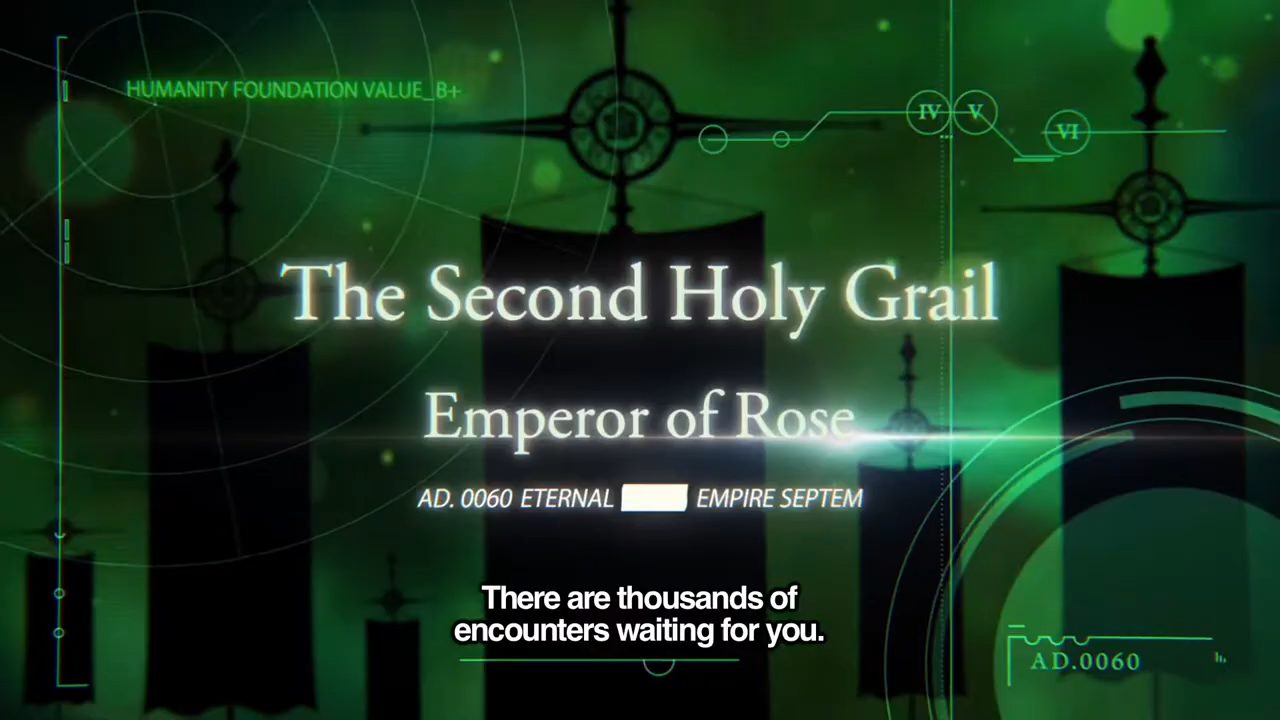 HUMANITY FOUNDATION VALUE_B+
IV V VI
The Second Holy Grail
Emperor of Rose
AD. 0060 ETERNAL EMPIRE SEPTEM
There are thousands of
encounters waiting for you.
AD.0060